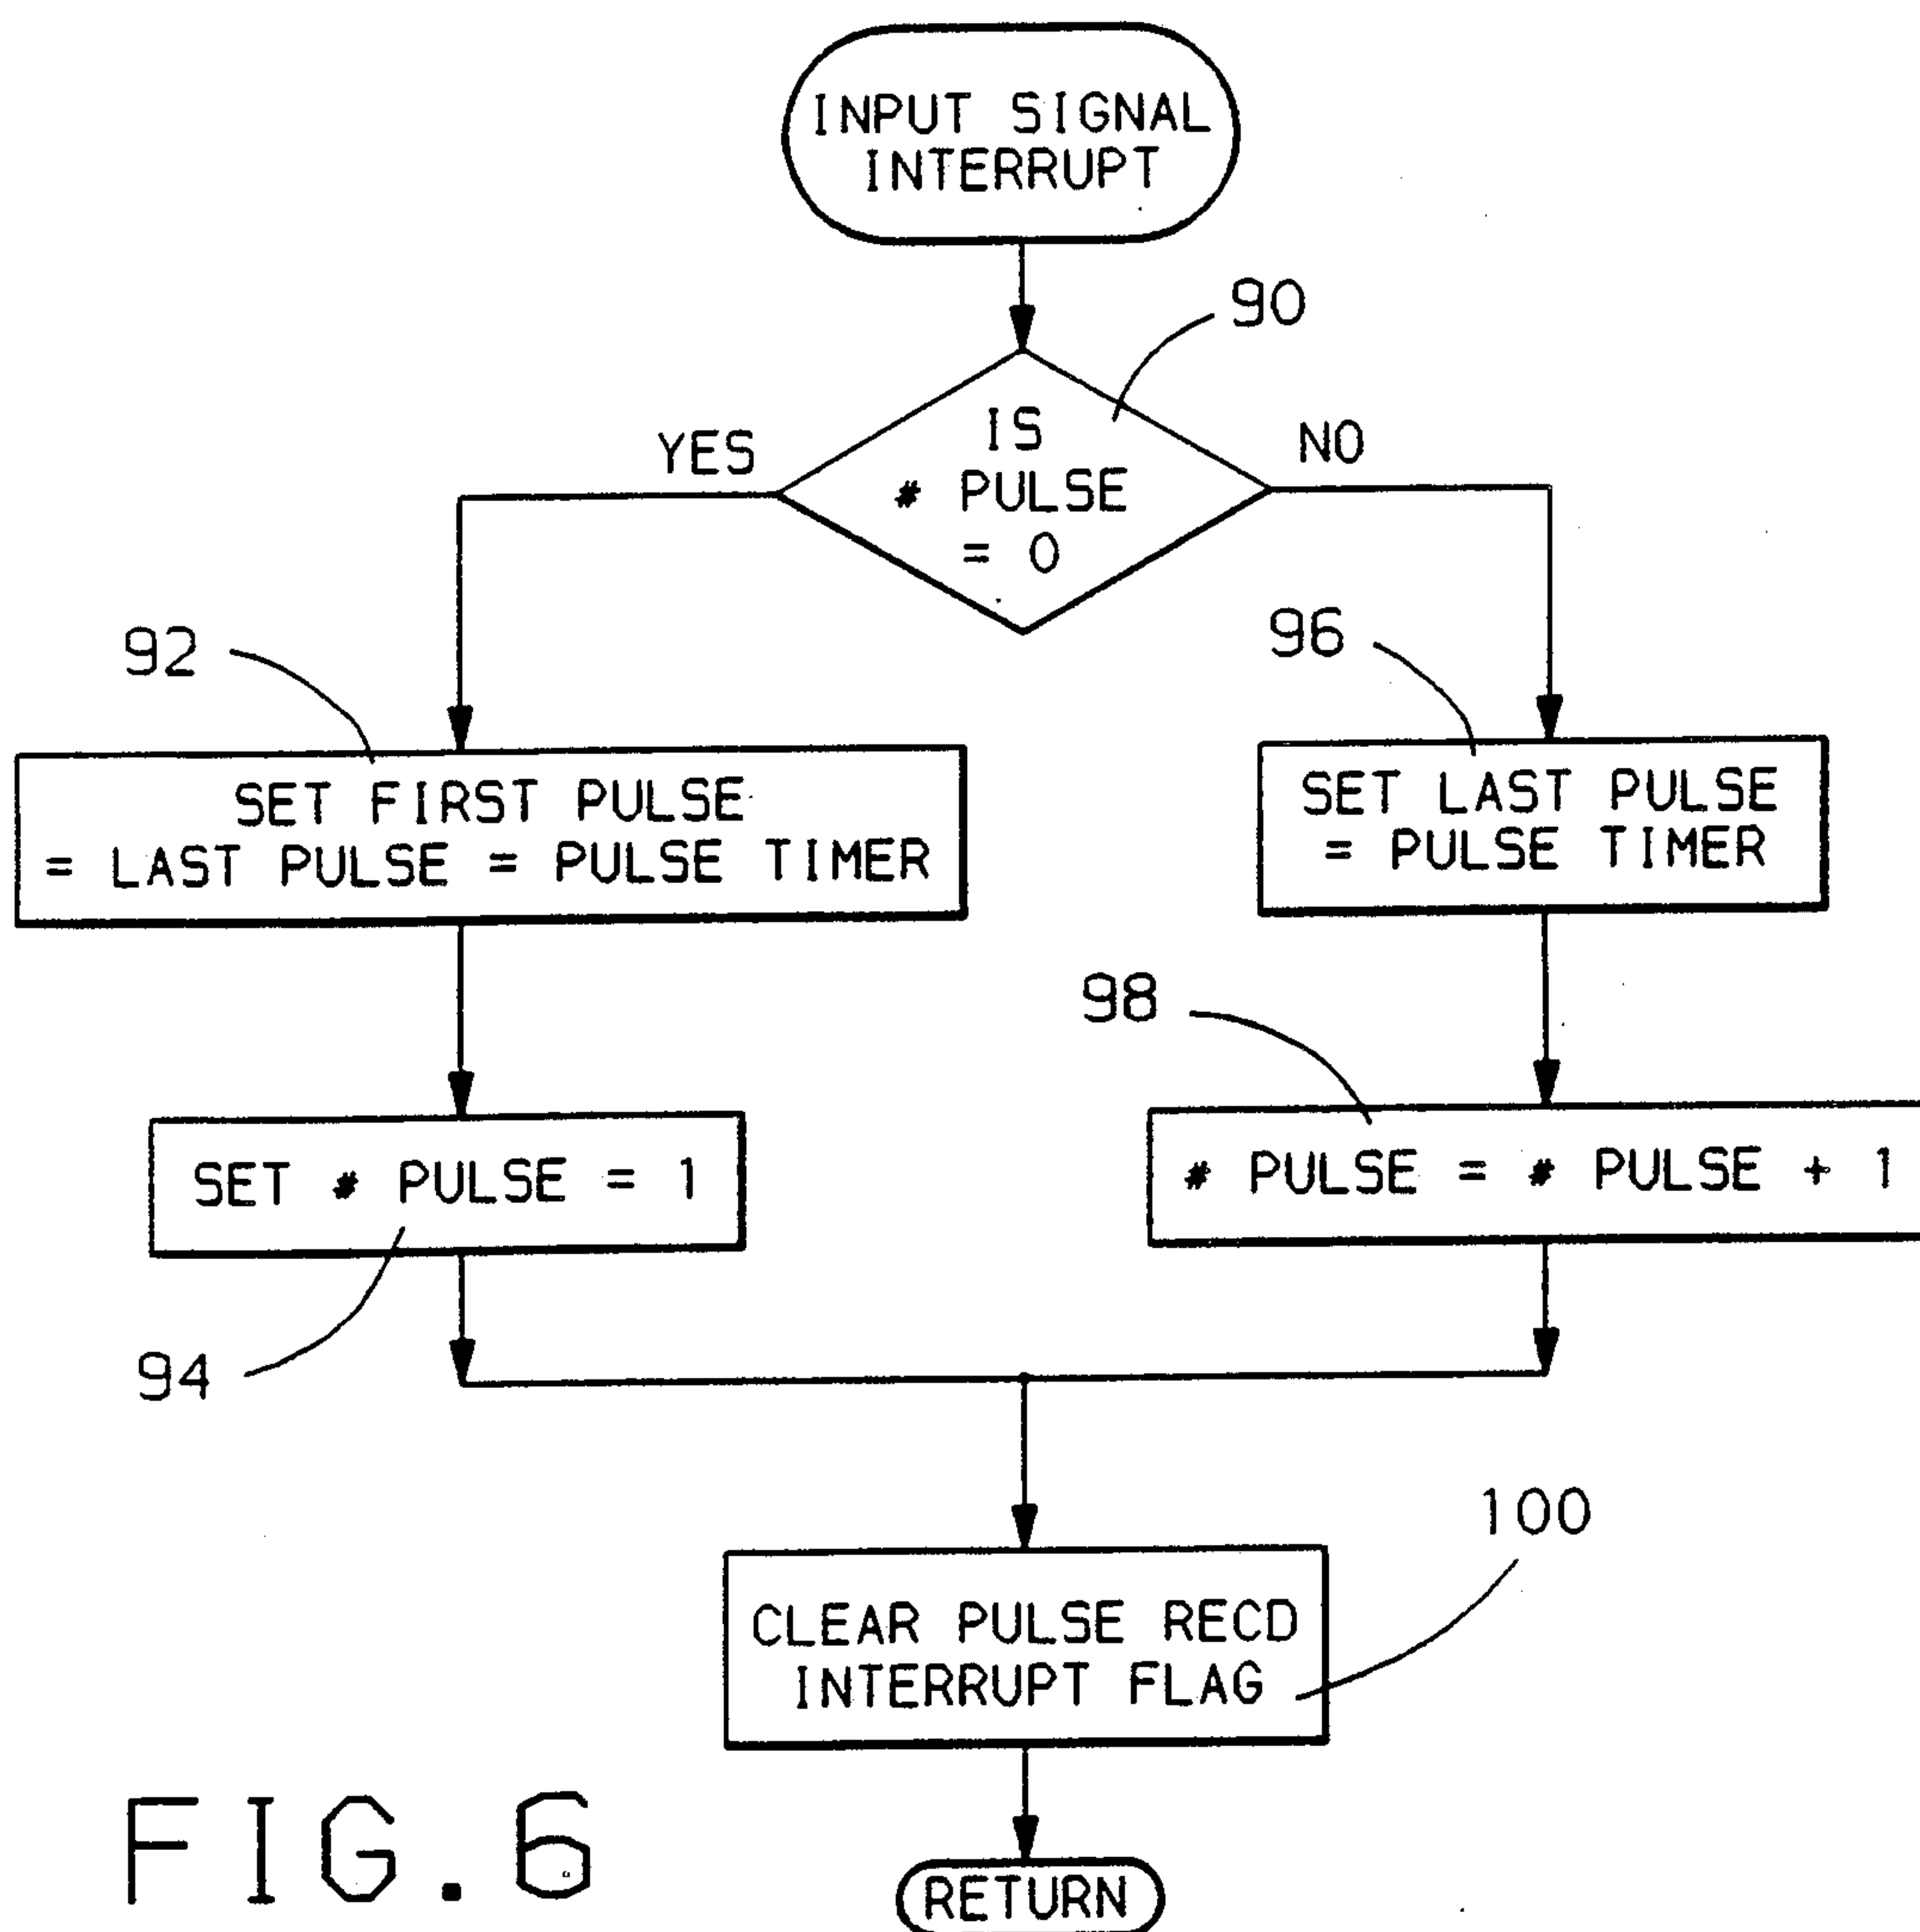 INPUT SIGNAL
INTERRUPT
90
IS
# PULSE
= 0
YES
NO
92
96
SET FIRST PULSE
= LAST PULSE = PULSE TIMER
SET LAST PULSE
= PULSE TIMER
98
SET # PULSE = 1
# PULSE = # PULSE + 1
94
100
CLEAR PULSE RECD
INTERRUPT FLAG
RETURN
FIG.6